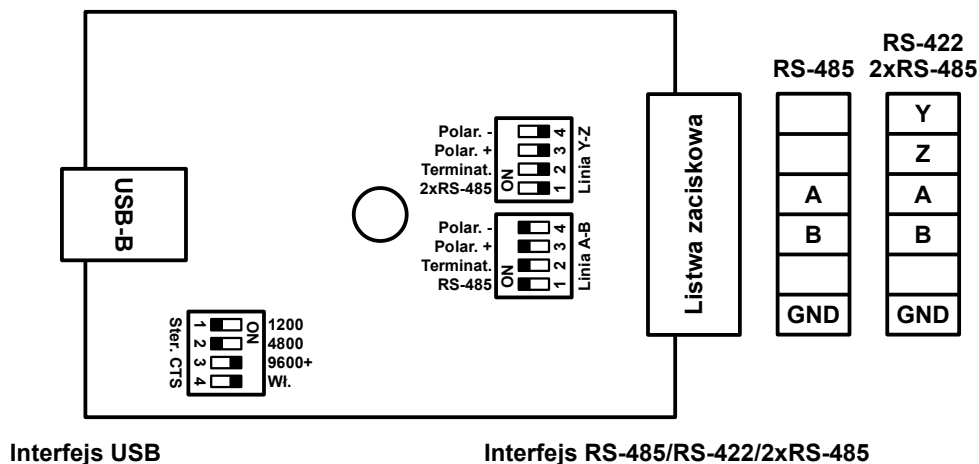 RS-485
RS-422
2xRS-485
Polar. -
Polar. +
Terminat.
2xRS-485
ON
4
3
2
1
Linia Y-Z
Polar. -
Polar. +
Terminat.
RS-485
ON
4
3
2
1
Linia A-B
USB-B
Listwa zaciskowa
A
B
GND
Y
Z
A
B
GND
Ster. CTS
1
2
3
4
ON
1200
4800
9600+
Wł.
Interfejs USB
Interfejs RS-485/RS-422/2xRS-485